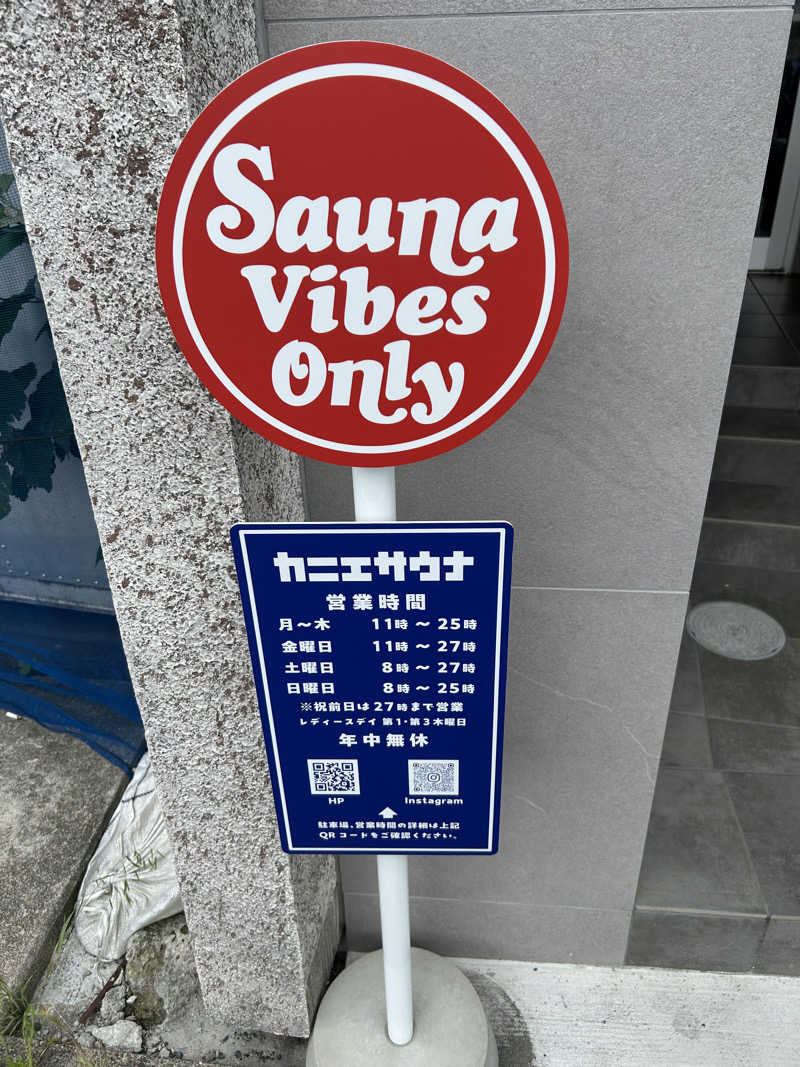 Sauna
Vibes
Only
カニエサウナ
営業時間
月～木 11時～25時
金曜日 11時～27時
土曜日 8時～27時
日曜日 8時～25時
※祝前日は27時まで営業
レディースデイ 第1・第3木曜日
年中無休
HP Instagram
駐車場、営業時間の詳細は上記
QRコードをご確認ください。